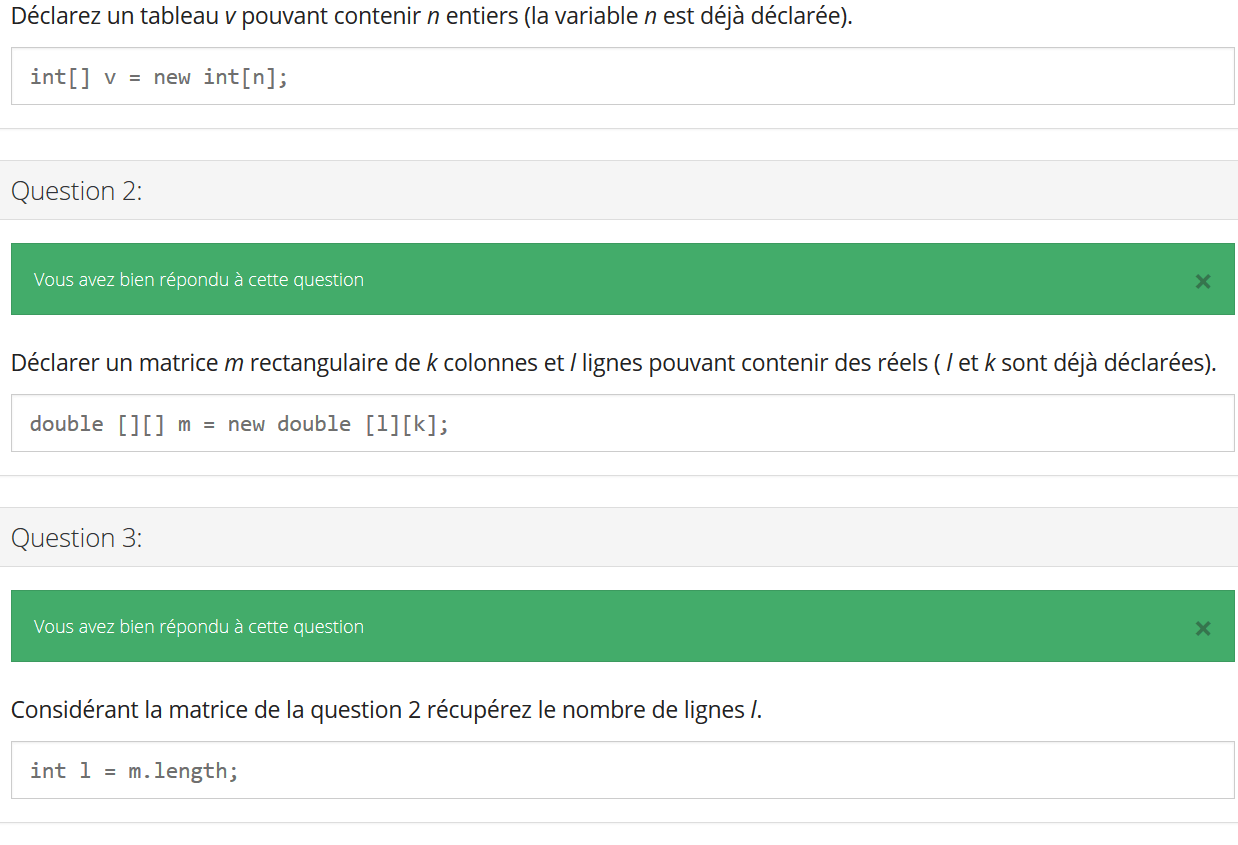 Déclarez un tableau v pouvant contenir n entiers (la variable n est déjà déclarée).
int[] v = new int[n];
Question 2:
Vous avez bien répondu à cette question
×
Déclarer un matrice m rectangulaire de k colonnes et l lignes pouvant contenir des réels ( l et k sont déjà déclarées).
double [][] m = new double [l][k];
Question 3:
Vous avez bien répondu à cette question
×
Considérant la matrice de la question 2 récupérez le nombre de lignes l.
int l = m.length;